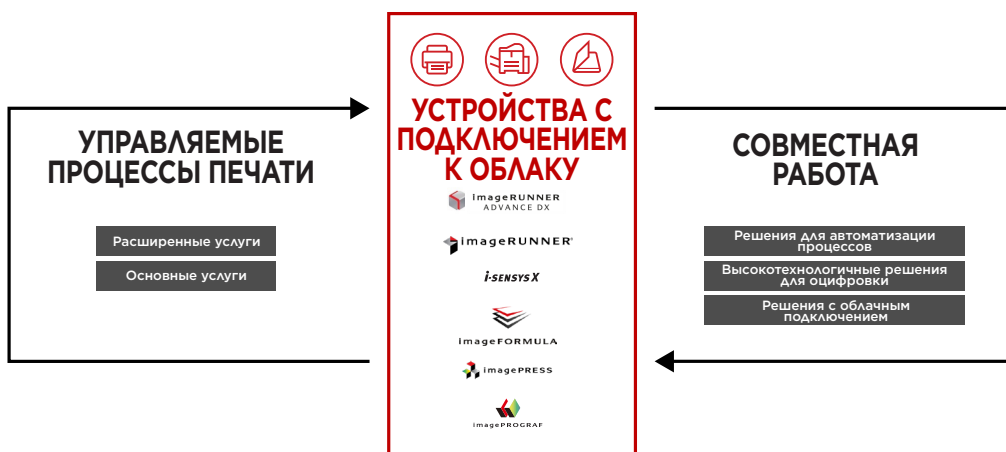 УПРАВЛЯЕМЫЕ
ПРОЦЕССЫ ПЕЧАТИ
Расширенные услуги
Основные услуги
УСТРОЙСТВА С
ПОДКЛЮЧЕНИЕМ
К ОБЛАКУ
imageRUNNER
ADVANCE DX
imageRUNNER®
i-SENSYS X
imageFORMULA
imagePRESS
imagePROGRAF
СОВМЕСТНАЯ
РАБОТА
Решения для автоматизации
процессов
Высокотехнологичные решения
для оцифровки
Решения с облачным
подключением